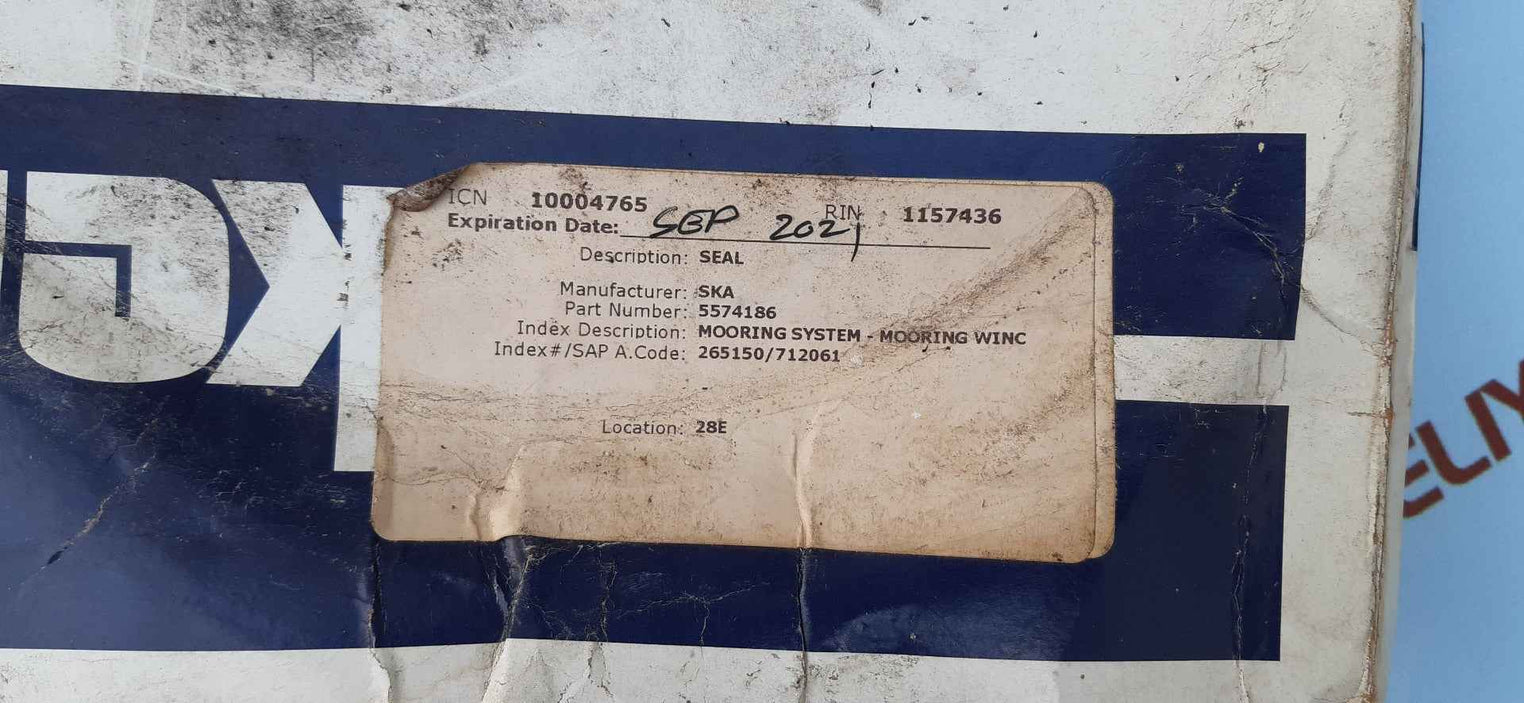 ICN 10004765 RIN 1157436
Expiration Date: SEP 2021
Description: SEAL
Manufacturer: SKA
Part Number: 5574186
Index Description: MOORING SYSTEM - MOORING WINC
Index#/SAP A.Code: 265150/712061
Location: 28E